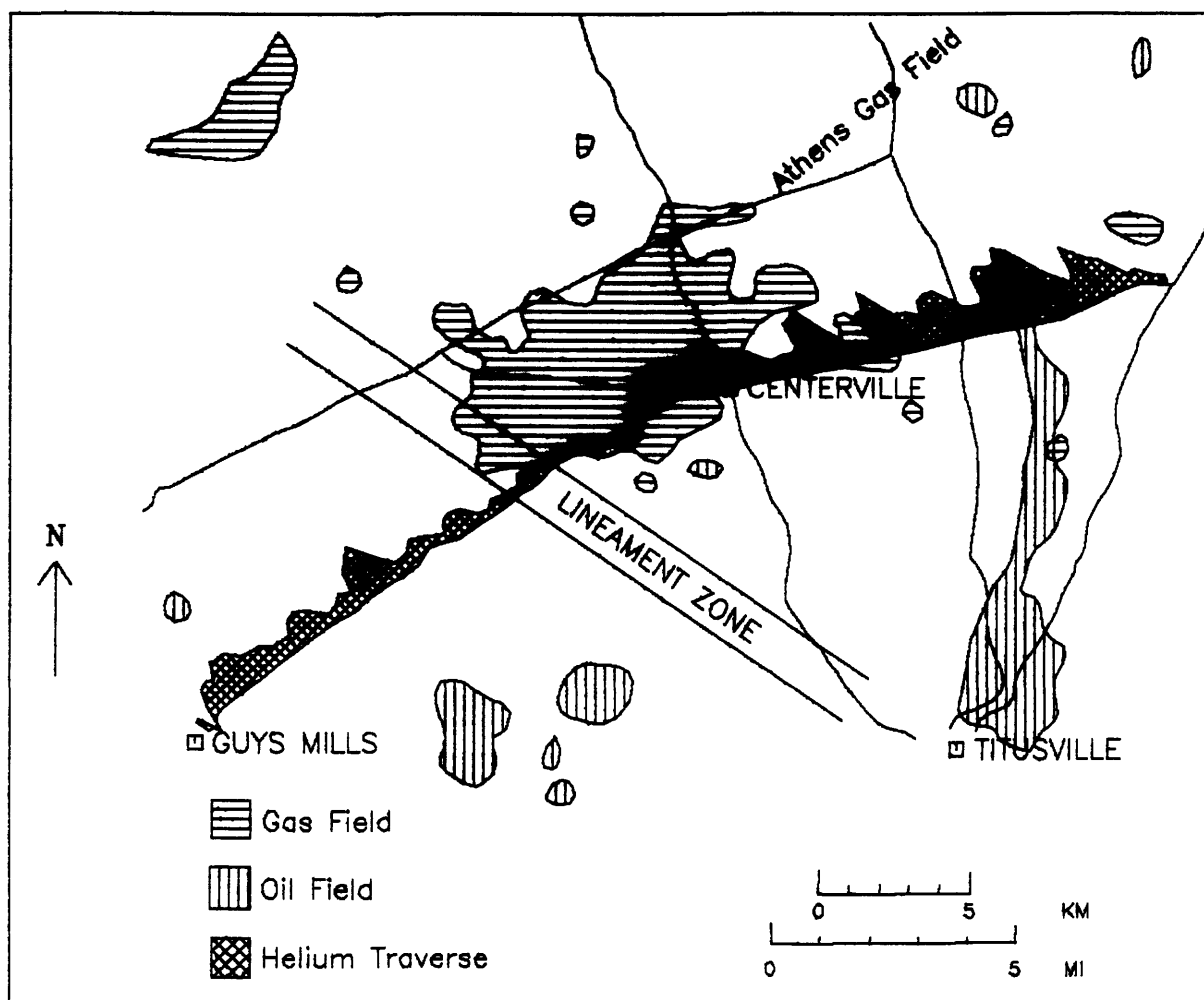 Athens Gas Field
CENTERVILLE
N
LINEAMENT ZONE
GUYS MILLS
TITUSVILLE
Gas Field
Oil Field
Helium Traverse
0 5 KM
0 5 MI